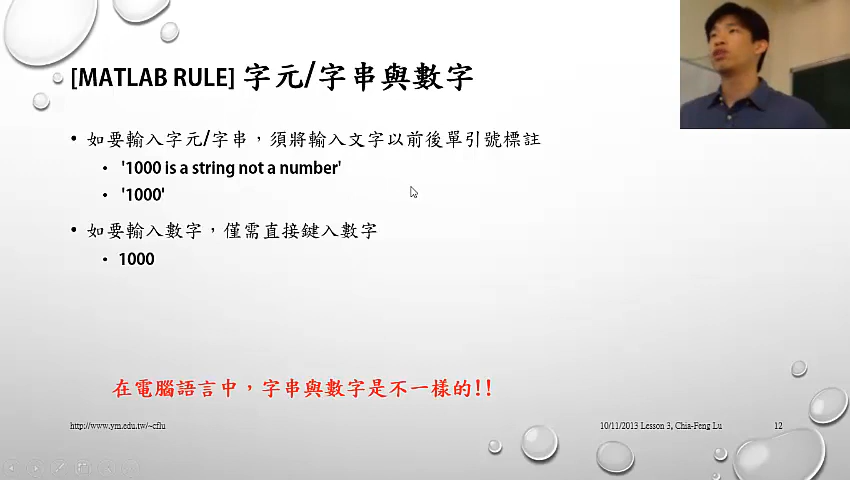 [MATLAB RULE] 字元/字串與數字
• 如要輸入字元/字串，須將輸入文字以前後單引號標註
• '1000 is a string not a number'
• '1000'
• 如要輸入數字，僅需直接鍵入數字
• 1000
在電腦語言中，字串與數字是不一樣的!!
http://www.ym.edu.tw/~cflu 10/11/2013 Lesson 3, Chia-Feng Lu 12